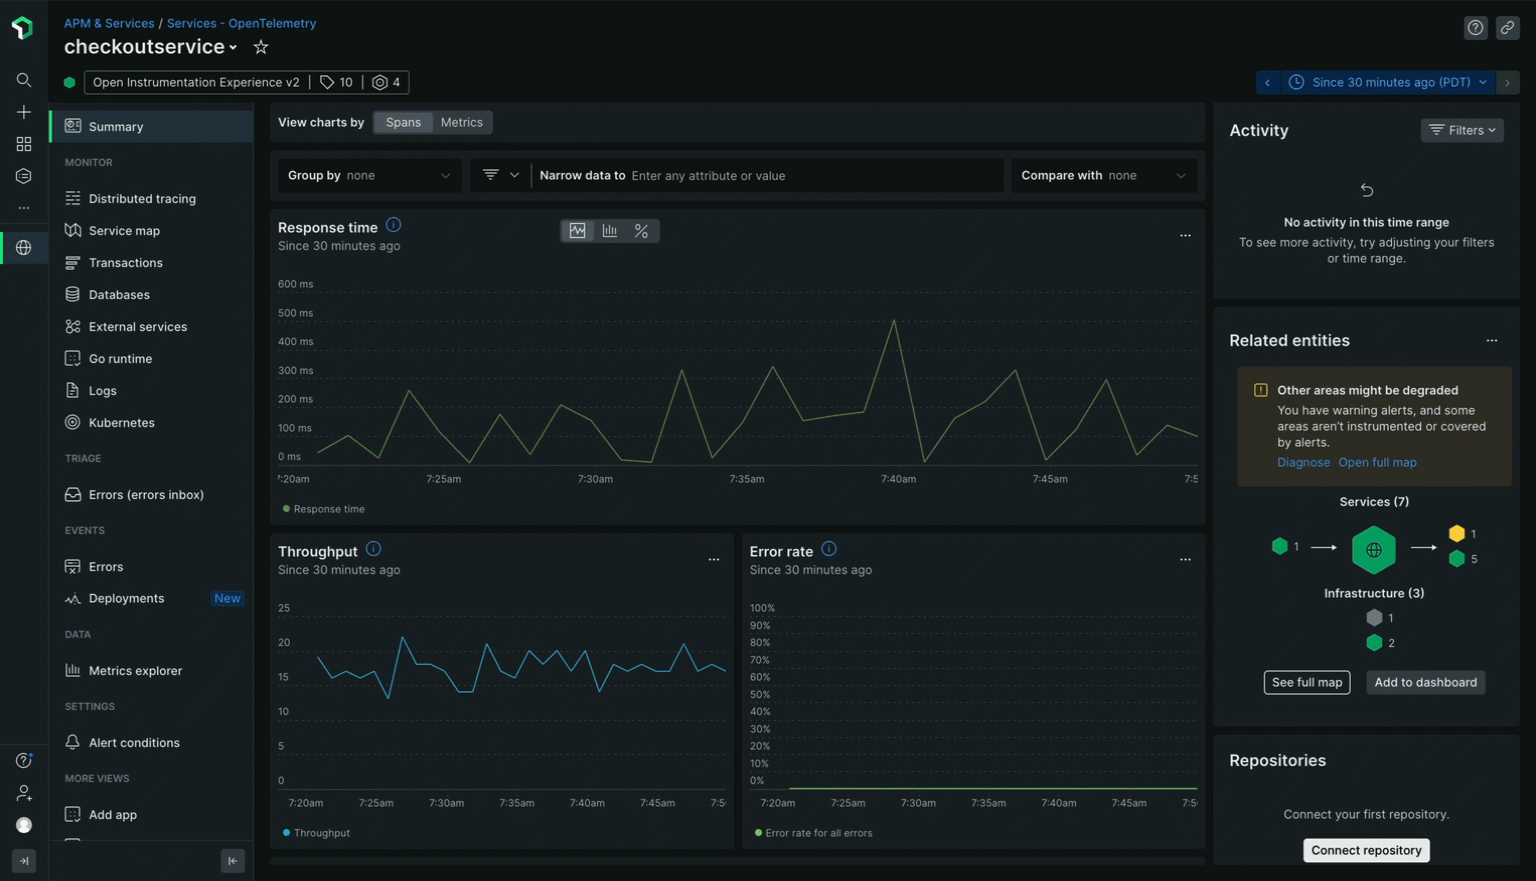 APM & Services / Services - OpenTelemetry
checkoutservice
Open Instrumentation Experience v2 | 10 | 4
Since 30 minutes ago (PDT)
Summary
MONITOR
Distributed tracing
Service map
Transactions
Databases
External services
Go runtime
Logs
Kubernetes
TRIAGE
Errors (errors inbox)
EVENTS
Errors
Deployments New
DATA
Metrics explorer
SETTINGS
Alert conditions
MORE VIEWS
Add app
View charts by Spans Metrics
Group by none
Narrow data to Enter any attribute or value
Compare with none
Response time
Since 30 minutes ago
600 ms
500 ms
400 ms
300 ms
200 ms
100 ms
0 ms
7:20am 7:25am 7:30am 7:35am 7:40am 7:45am 7:5
Response time
Throughput
Since 30 minutes ago
25
20
15
10
5
0
7:20am 7:25am 7:30am 7:35am 7:40am 7:45am 7:5
Throughput
Error rate
Since 30 minutes ago
100%
90%
80%
70%
60%
50%
40%
30%
20%
10%
0%
7:20am 7:25am 7:30am 7:35am 7:40am 7:45am 7:5
Error rate for all errors
Activity
Filters
No activity in this time range
To see more activity, try adjusting your filters
or time range.
Related entities
Other areas might be degraded
You have warning alerts, and some
areas aren't instrumented or covered
by alerts.
Diagnose Open full map
Services (7)
1
1
5
Infrastructure (3)
1
2
See full map Add to dashboard
Repositories
Connect your first repository.
Connect repository